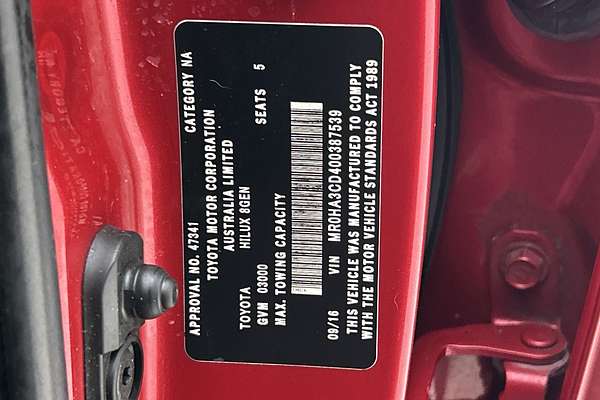 APPROVAL NO. 47341 CATEGORY NA
TOYOTA MOTOR CORPORATION
AUSTRALIA LIMITED
TOYOTA HILUX 8GEN
GVM 03000 SEATS 5
MAX. TOWING CAPACITY
09/16 VIN MR0HA3CD400387539
THIS VEHICLE WAS MANUFACTURED TO COMPLY
WITH THE MOTOR VEHICLE STANDARDS ACT 1989